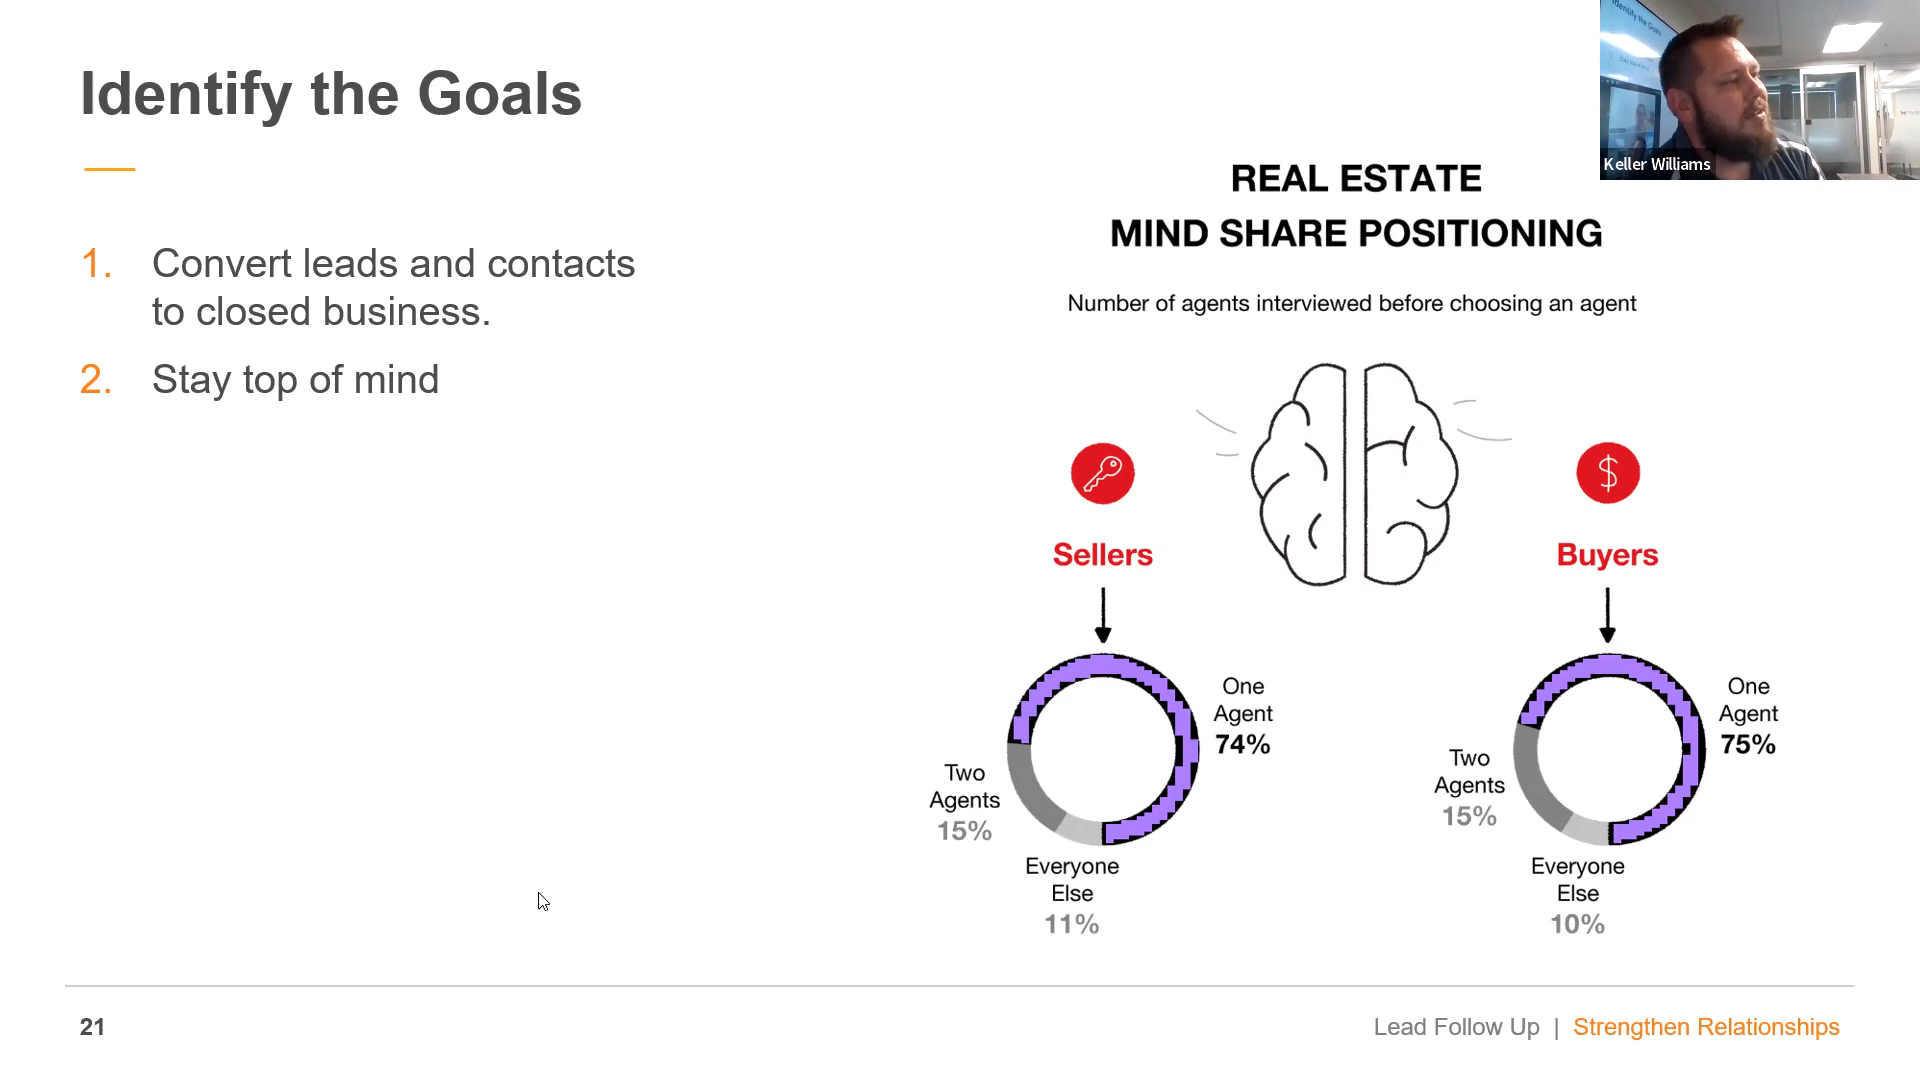 Identify the Goals
1. Convert leads and contacts
to closed business.
2. Stay top of mind
REAL ESTATE
MIND SHARE POSITIONING
Number of agents interviewed before choosing an agent
Sellers
One
Agent
74%
Two
Agents
15%
Everyone
Else
11%
Buyers
One
Agent
75%
Two
Agents
15%
Everyone
Else
10%
Keller Williams
Identify the Goals
21
Lead Follow Up | Strengthen Relationships